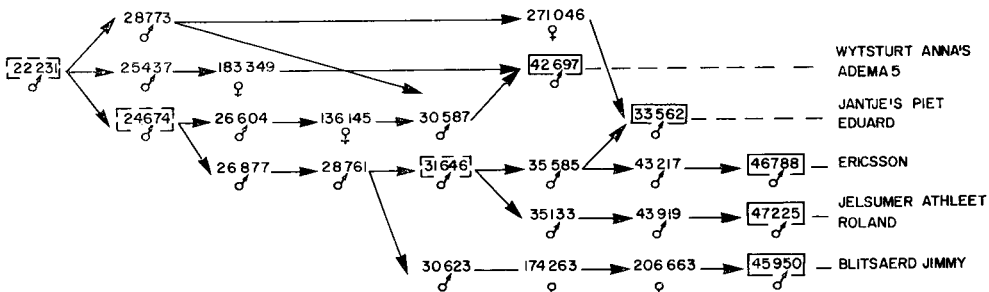 28773 271046
♂ ♀
22231 25437 183349 42697 WYTSTURT ANNA'S
♂ ♂ ♀ ♂ ADEMA 5
24674 26604 136145 30587 33562 JANTJE'S PIET
♂ ♂ ♀ ♂ ♂ EDUARD
26877 28761 31646 35585 43217 46788 ERICSSON
♂ ♂ ♂ ♂ ♂ ♂
35133 43919 47225 JELSUMER ATHLEET
♂ ♂ ♂ ROLAND
30623 174263 206663 45950 BLITSAERD JIMMY
♂ ♀ ♀ ♂